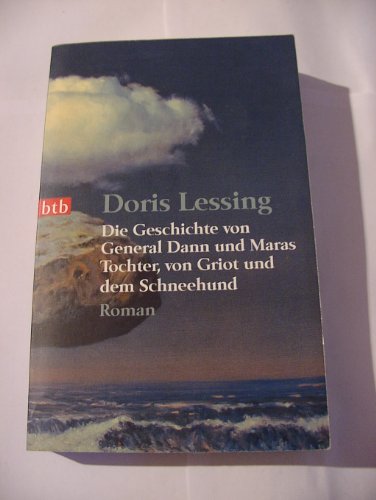 btb
Doris Lessing
Die Geschichte von
General Dann und Maras
Tochter, von Griot und
dem Schneehund
Roman